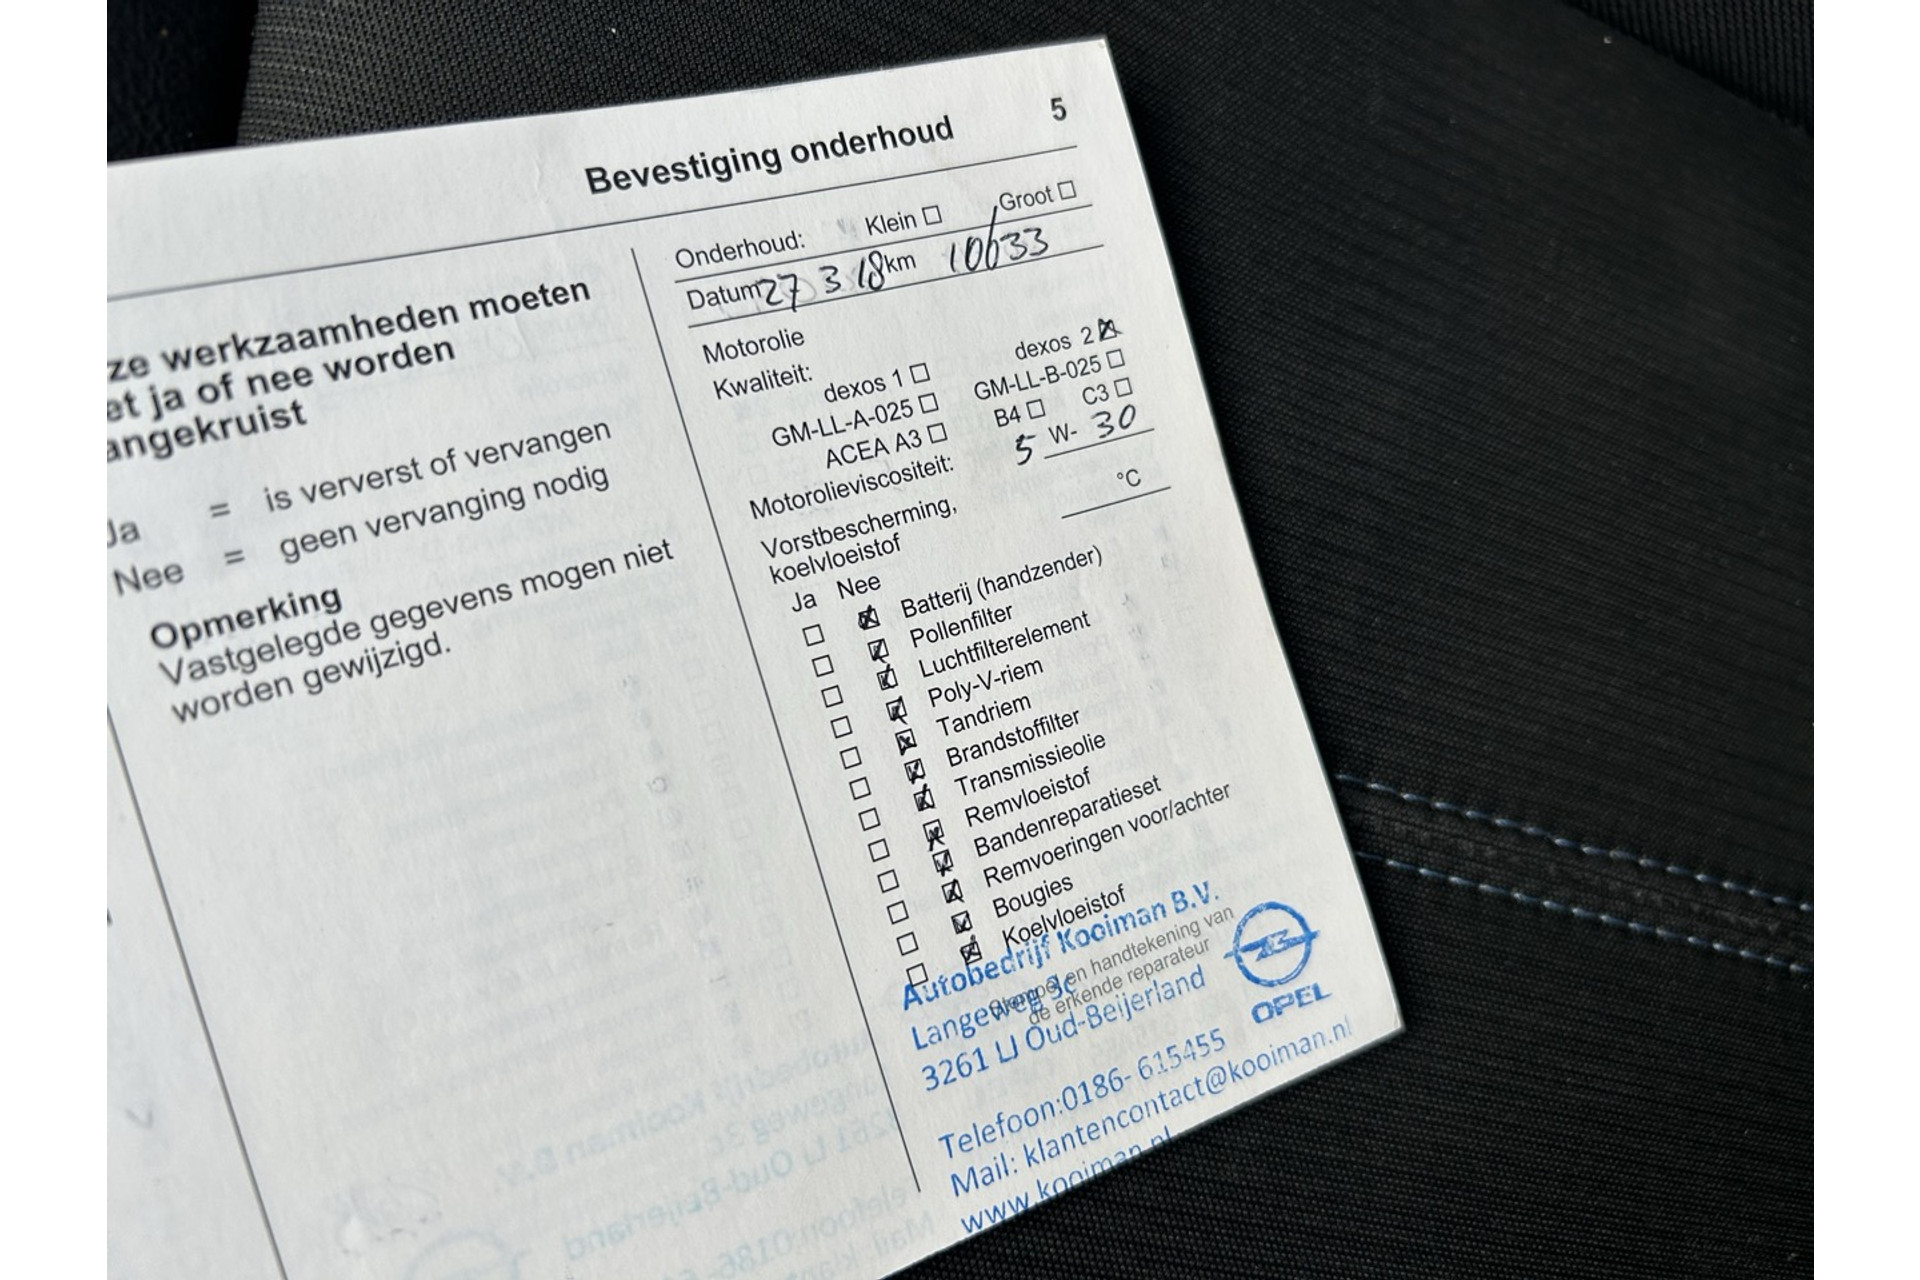 Bevestiging onderhoud 5
ze werkzaamheden moeten
et ja of nee worden
angekruist
Ja = is ververst of vervangen
Nee = geen vervanging nodig
Opmerking
Vastgelegde gegevens mogen niet
worden gewijzigd.
Onderhoud: Klein ☐ Groot ☐
Datum 27 3 18 km 10633
Motorolie
Kwaliteit:
dexos 1 ☐ dexos 2 ☒
GM-LL-A-025 ☐ GM-LL-B-025 ☐
ACEA A3 ☐ B4 ☐ C3 ☐
Motorolieviscositeit: 5 W- 30
Vorstbescherming,
koelvloeistof °C
Ja Nee
☐ ☒ Batterij (handzender)
☐ ☒ Pollenfilter
☐ ☒ Luchtfilterelement
☐ ☒ Poly-V-riem
☐ ☒ Tandriem
☐ ☒ Brandstoffilter
☐ ☒ Transmissieolie
☐ ☒ Remvloeistof
☐ ☒ Bandenreparatieset
☐ ☒ Remvoeringen voor/achter
☐ ☒ Bougies
☐ ☒ Koelvloeistof
Stempel en handtekening van
de erkende reparateur
Autobedrijf Kooiman B.V.
Langeweg 3c
3261 LJ Oud-Beijerland
OPEL
Telefoon:0186- 615455
Mail: klantencontact@kooiman.nl
www.kooiman.nl